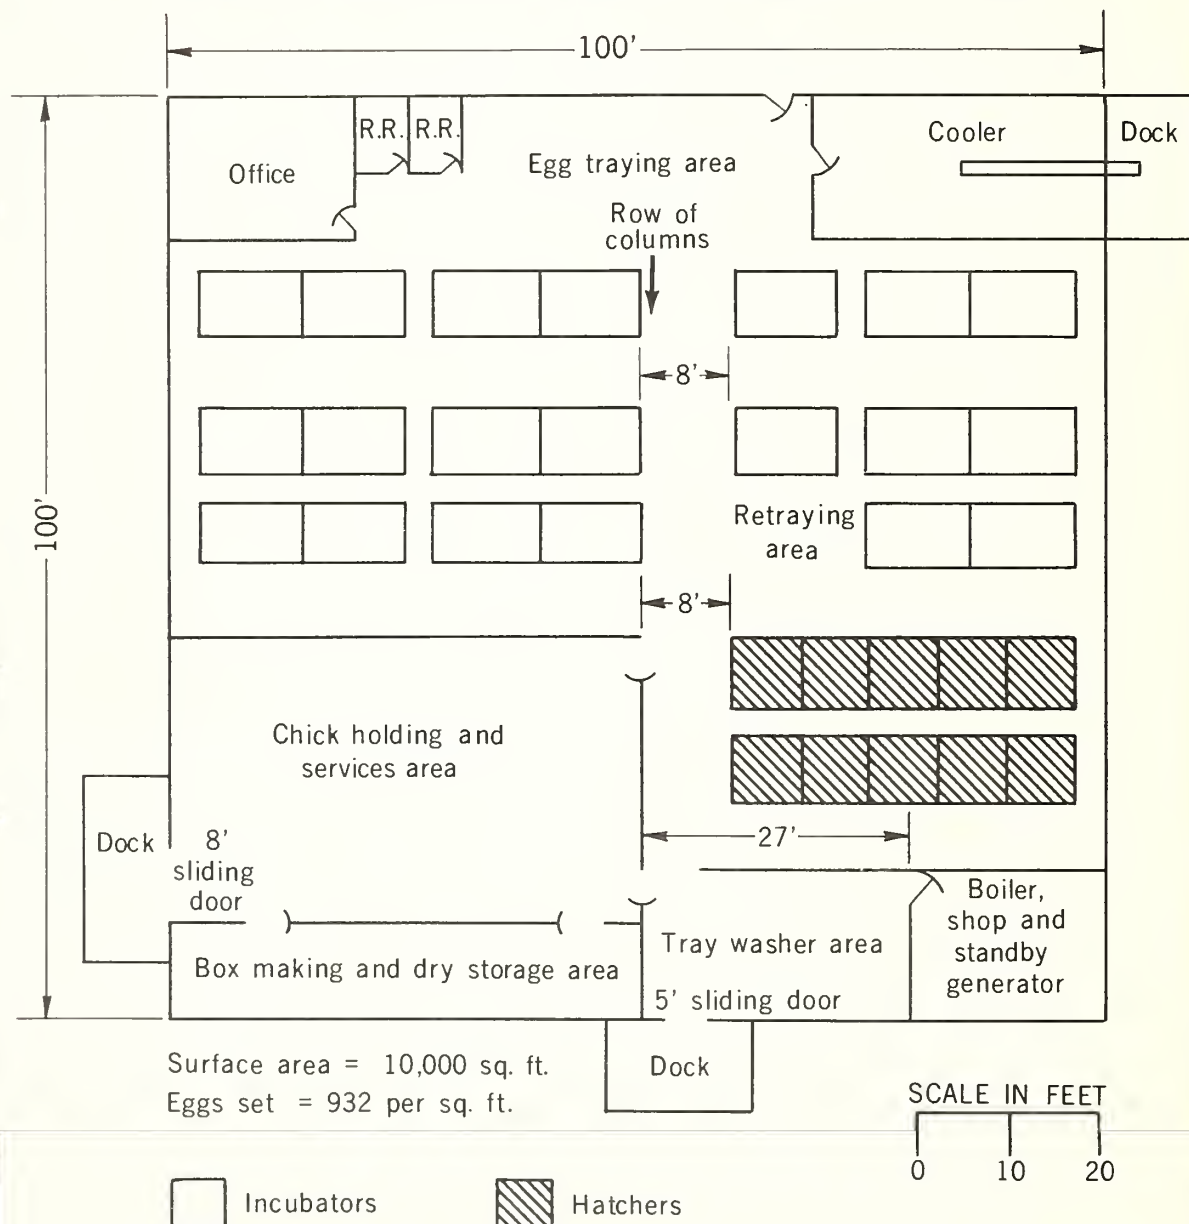 100'
R.R. R.R.
Cooler
Dock
Office
Egg traying area
Row of
columns
8'
100'
Retraying
area
8'
Chick holding and
services area
27'
Dock
8'
sliding
door
Boiler,
shop and
standby
generator
Tray washer area
Box making and dry storage area
5' sliding door
Surface area = 10,000 sq. ft.
Eggs set = 932 per sq. ft.
Dock
SCALE IN FEET
0 10 20
Incubators
Hatchers